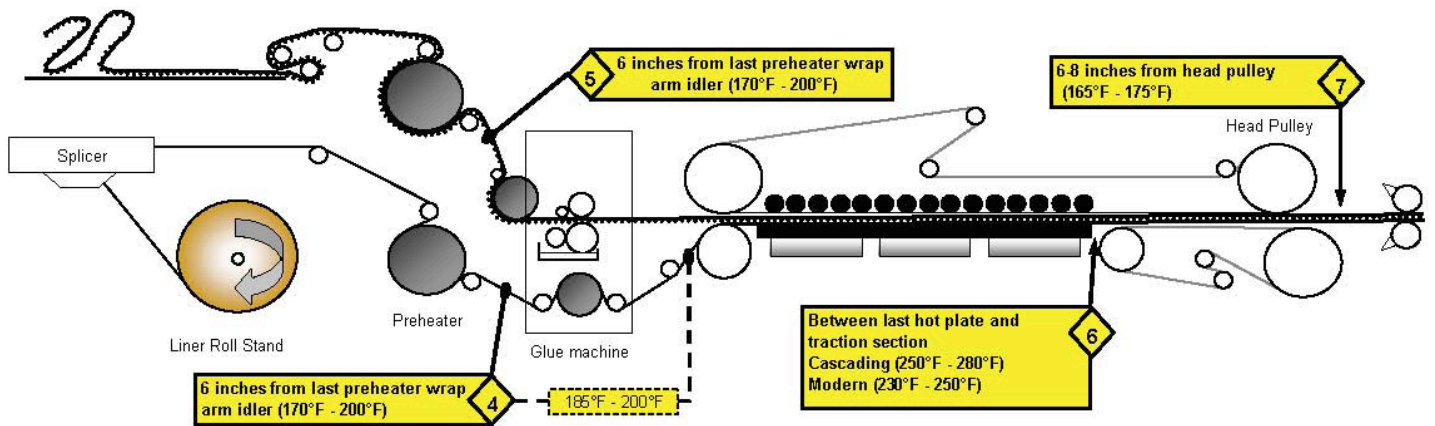 6 inches from last preheater wrap
arm idler (170°F - 200°F)
5
6-8 inches from head pulley
(165°F - 175°F)
7
Head Pulley
Splicer
Preheater
Liner Roll Stand
Glue machine
Between last hot plate and
traction section
Cascading (250°F - 280°F)
Modern (230°F - 250°F)
6
6 inches from last preheater wrap
arm idler (170°F - 200°F)
4
185°F - 200°F